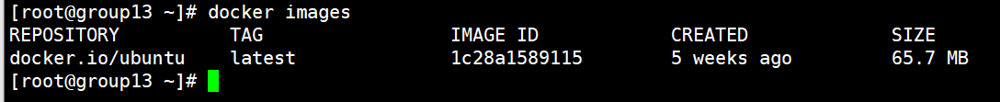 [root@group13 ~]# docker images
REPOSITORY TAG IMAGE ID CREATED SIZE
docker.io/ubuntu latest 1c28a1589115 5 weeks ago 65.7 MB
[root@group13 ~]#